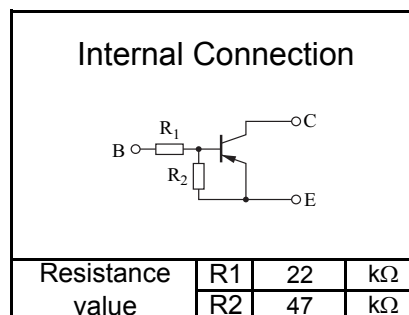 Internal Connection
C
R1
B
R2
E
Resistance value R1 22 kΩ
R2 47 kΩ